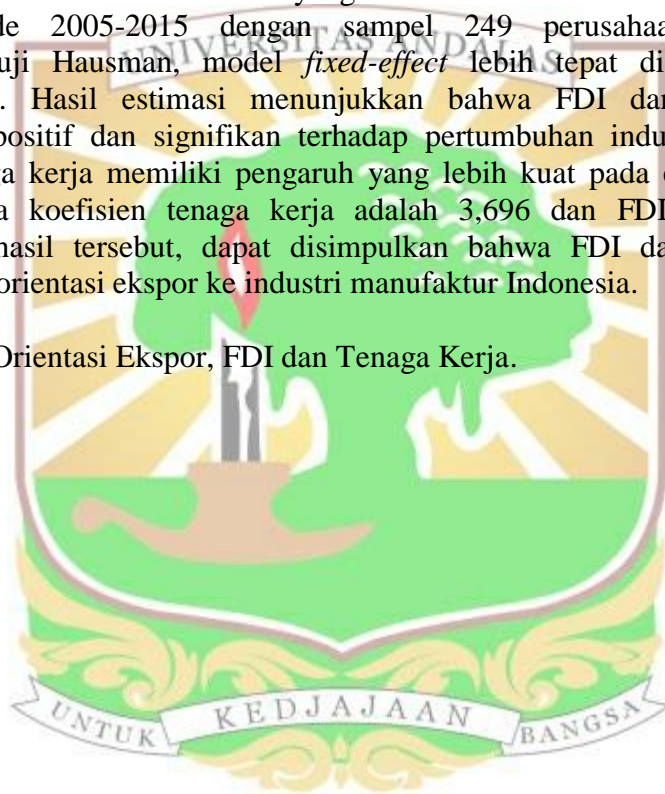 yang
de 2005-2015 dengan sampel 249 perusahaa
uji Hausman, model fixed-effect lebih tepat di
. Hasil estimasi menunjukkan bahwa FDI dar
positif dan signifikan terhadap pertumbuhan indu
ga kerja memiliki pengaruh yang lebih kuat pada
a koefisien tenaga kerja adalah 3,696 dan FDI
hasil tersebut, dapat disimpulkan bahwa FDI da
orientasi ekspor ke industri manufaktur Indonesia.
Orientasi Ekspor, FDI dan Tenaga Kerja.
UNIVERSITAS ANDALAS
UNTUK KEDJAJAAN BANGSA